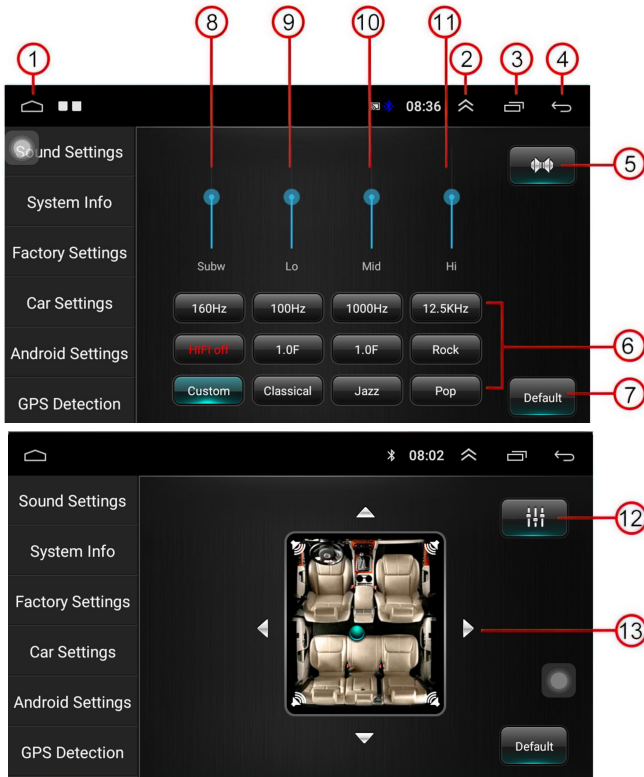 8 9 10 11
1 2 3 4
08:36
Sound Settings
5
System Info
Factory Settings
Subw Lo Mid Hi
Car Settings
160Hz 100Hz 1000Hz 12.5KHz
Android Settings
HIFI off 1.0F 1.0F Rock
6
GPS Detection
Custom Classical Jazz Pop
Default
7
08:02
Sound Settings
12
System Info
Factory Settings
13
Car Settings
Android Settings
GPS Detection
Default